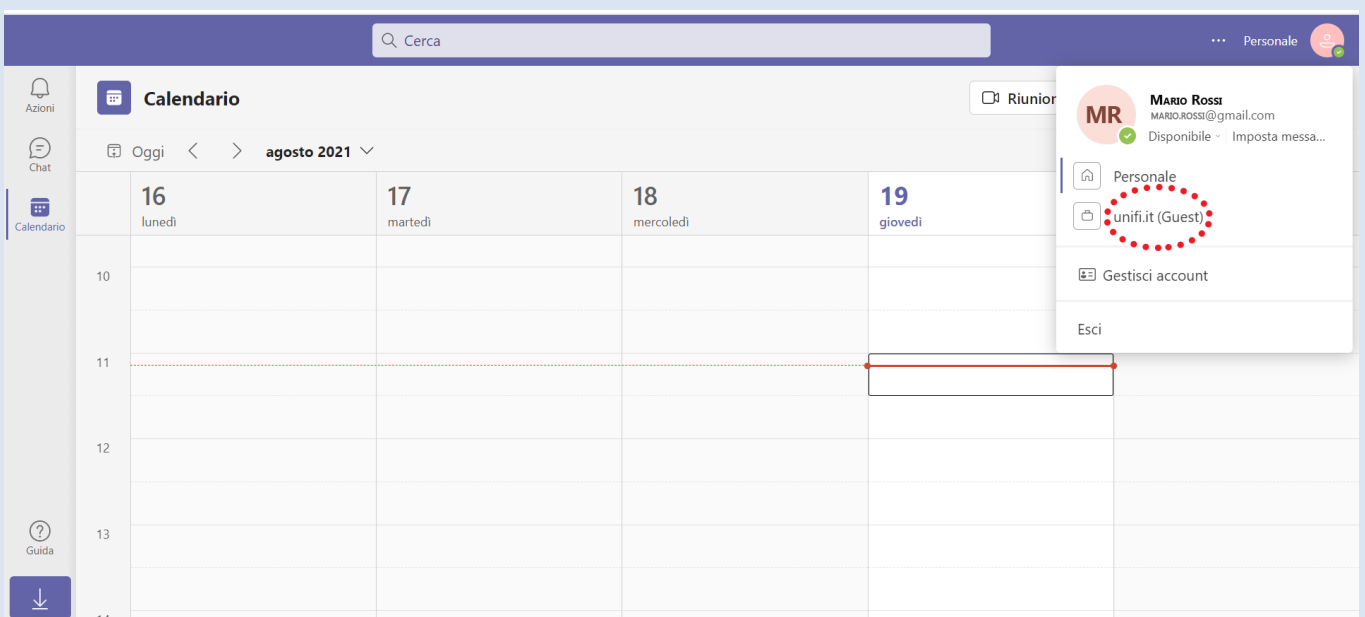 Cerca
... Personale
Azioni
Chat
Calendario
Guida
Calendario
Riunion
Oggi
agosto 2021
16
lunedì
17
martedì
18
mercoledì
19
giovedì
10
11
12
13
MR
MARIO ROSSI
MARIO.ROSSI@gmail.com
Disponibile
Imposta messa...
Personale
unifi.it (Guest)
Gestisci account
Esci